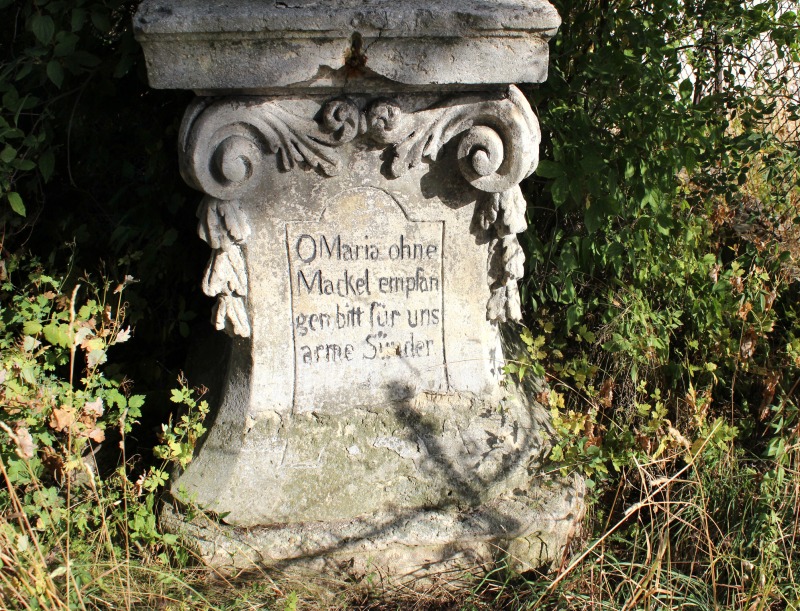 O Maria ohne
Mackel empfan
gen bitt für uns
arme Sünder